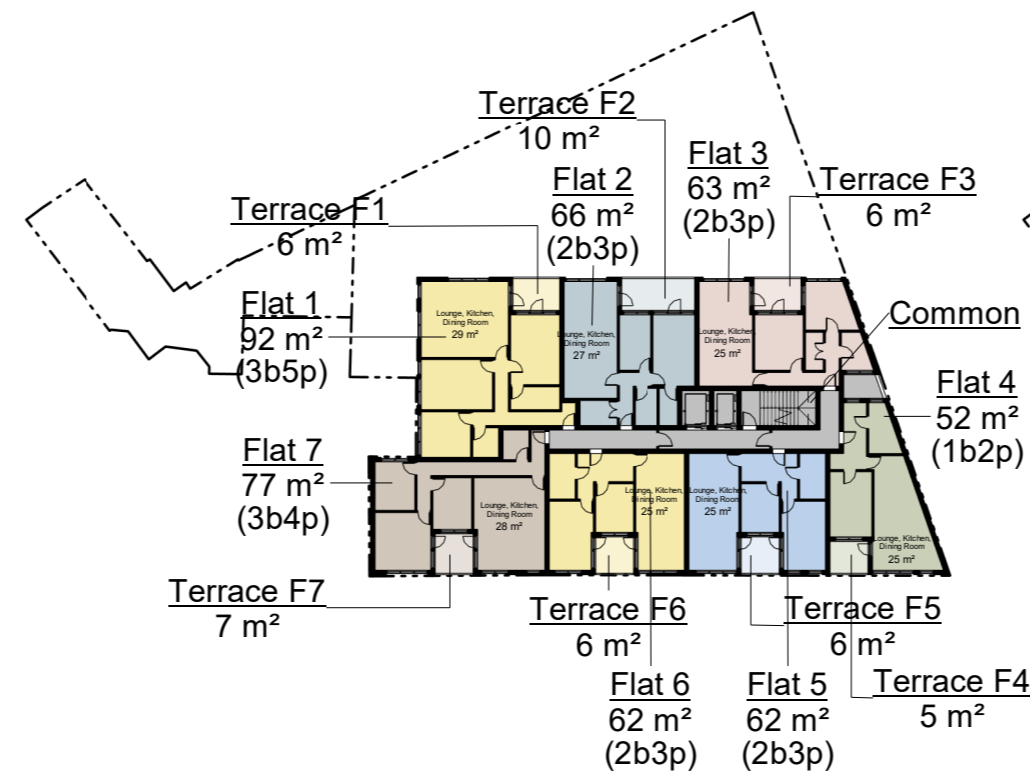 Terrace F2
10 m²
Flat 3
63 m²
(2b3p)
Flat 2
66 m²
(2b3p)
Terrace F3
6 m²
Terrace F1
6 m²
Flat 1
92 m²
(3b5p)
Common
Lounge, Kitchen,
Dining Room
29 m²
Lounge, Kitchen,
Dining Room
27 m²
Lounge, Kitchen,
Dining Room
25 m²
Flat 4
52 m²
(1b2p)
Flat 7
77 m²
(3b4p)
Lounge, Kitchen,
Dining Room
28 m²
Lounge, Kitchen,
Dining Room
25 m²
Lounge, Kitchen,
Dining Room
25 m²
Lounge, Kitchen,
Dining Room
25 m²
Terrace F7
7 m²
Terrace F6
6 m²
Terrace F5
6 m²
Flat 6
62 m²
(2b3p)
Flat 5
62 m²
(2b3p)
Terrace F4
5 m²